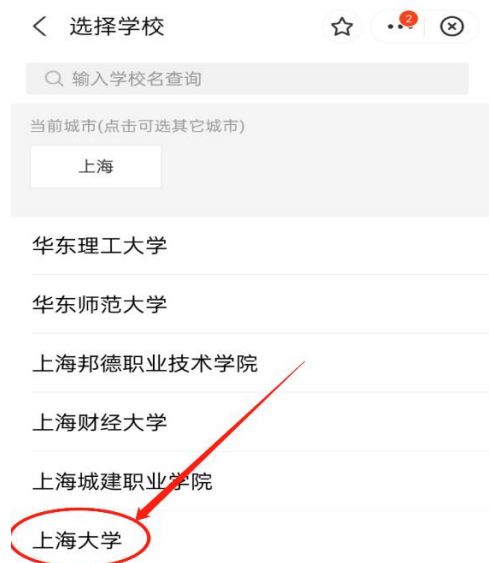 选择学校
2
输入学校名查询
当前城市(点击可选其它城市)
上海
华东理工大学
华东师范大学
上海邦德职业技术学院
上海财经大学
上海城建职业学院
上海大学